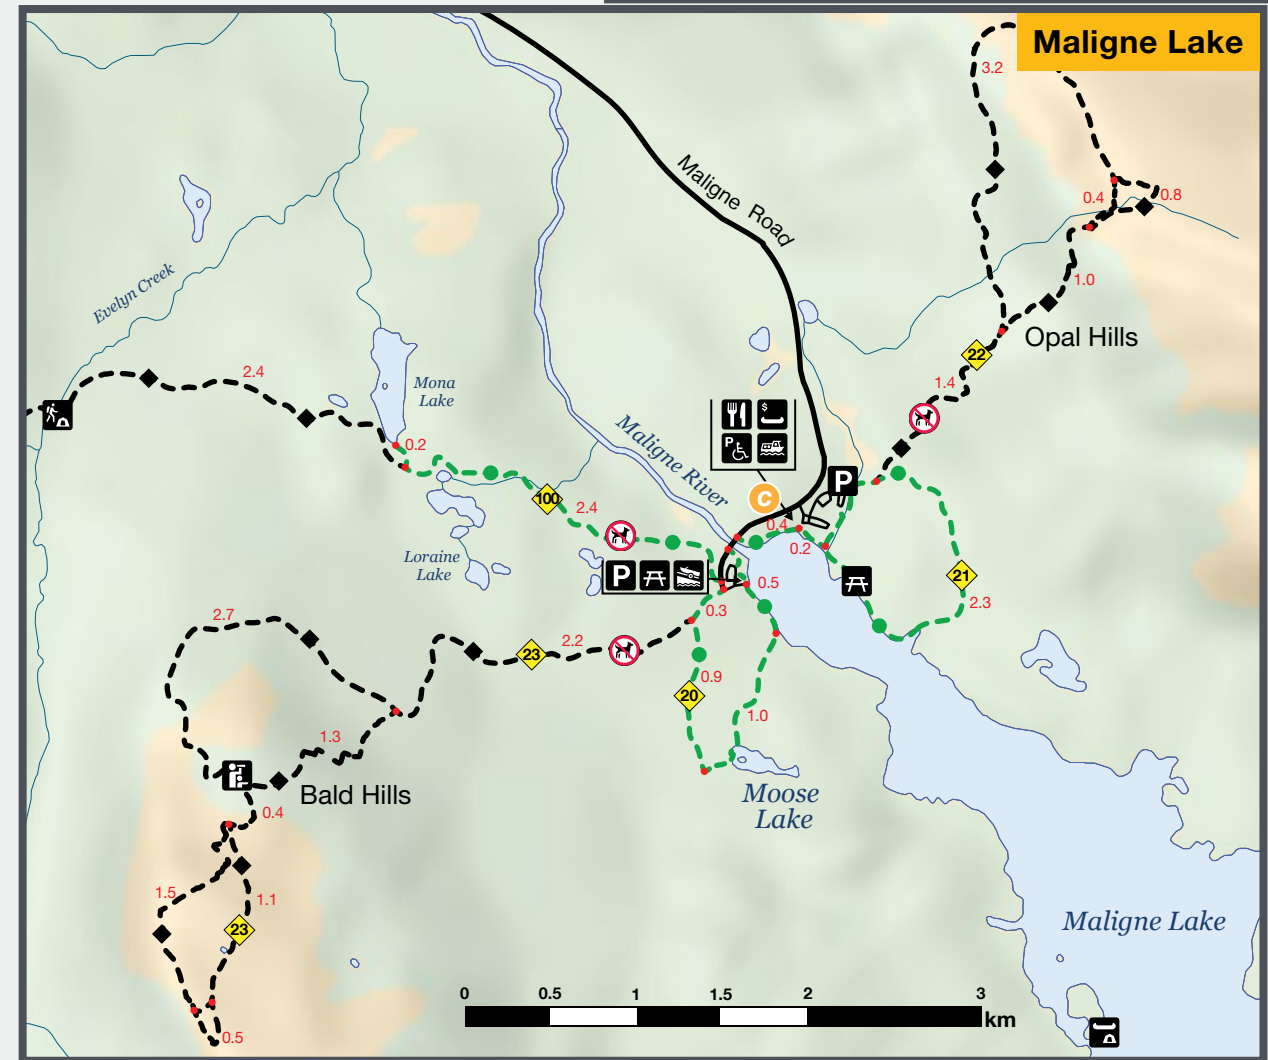 Maligne Lake
3.2
Maligne Road
0.4
0.8
1.0
Evelyn Creek
Opal Hills
22
2.4
Mona
Lake
1.4
0.2
Maligne River
$
P
P
C
100
2.4
0.4
0.2
Loraine
Lake
P
0.5
21
2.3
0.3
2.7
2.2
23
0.9
20
1.0
1.3
Bald Hills
Moose
Lake
0.4
1.5
1.1
23
Maligne Lake
0.5
0 0.5 1 1.5 2 3
km